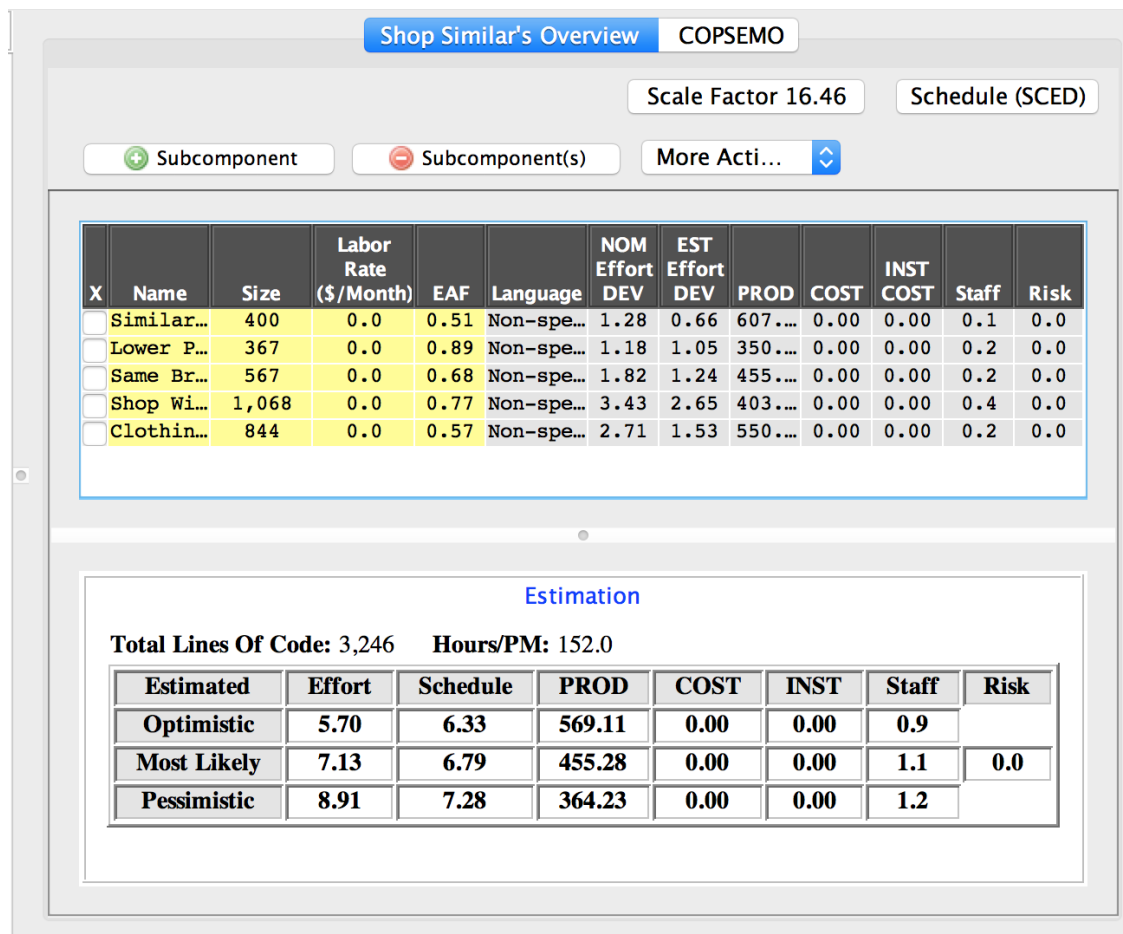 Shop Similar's Overview COPSEMO
Scale Factor 16.46 Schedule (SCED)
Subcomponent Subcomponent(s) More Acti...
X Name Size Labor Rate ($/Month) EAF Language NOM Effort DEV EST Effort DEV PROD COST INST COST Staff Risk
Similar... 400 0.0 0.51 Non-spe... 1.28 0.66 607.... 0.00 0.00 0.1 0.0
Lower P... 367 0.0 0.89 Non-spe... 1.18 1.05 350.... 0.00 0.00 0.2 0.0
Same Br... 567 0.0 0.68 Non-spe... 1.82 1.24 455.... 0.00 0.00 0.2 0.0
Shop Wi... 1,068 0.0 0.77 Non-spe... 3.43 2.65 403.... 0.00 0.00 0.4 0.0
Clothin... 844 0.0 0.57 Non-spe... 2.71 1.53 550.... 0.00 0.00 0.2 0.0
Estimation
Total Lines Of Code: 3,246 Hours/PM: 152.0
Estimated Effort Schedule PROD COST INST Staff Risk
Optimistic 5.70 6.33 569.11 0.00 0.00 0.9
Most Likely 7.13 6.79 455.28 0.00 0.00 1.1 0.0
Pessimistic 8.91 7.28 364.23 0.00 0.00 1.2